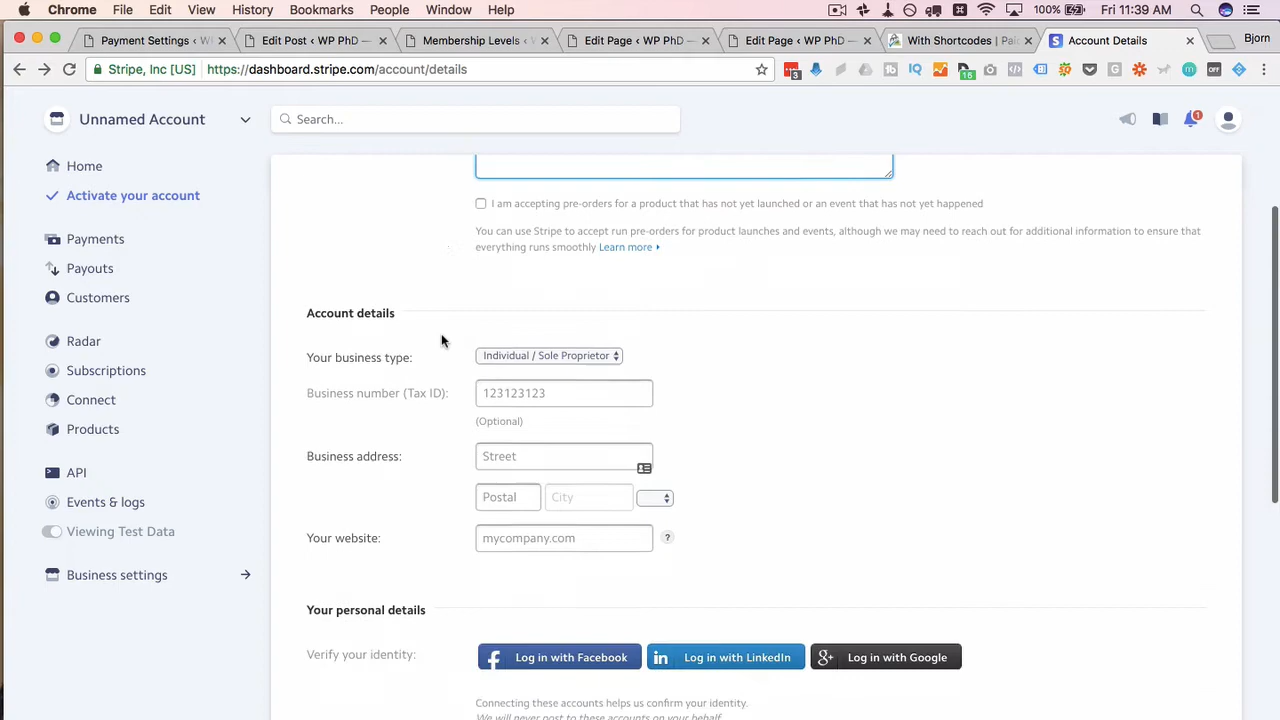 Chrome File Edit View History Bookmarks People Window Help 100% Fri 11:39 AM
Payment Settings ‹ W Edit Post ‹ WP PhD — Membership Levels ‹ W Edit Page ‹ WP PhD — Edit Page ‹ WP PhD — With Shortcodes | Pai Account Details Bjorn
Stripe, Inc [US] https://dashboard.stripe.com/account/details
Unnamed Account
Search...
Home
Activate your account
Payments
Payouts
Customers
Radar
Subscriptions
Connect
Products
API
Events & logs
Viewing Test Data
Business settings
I am accepting pre-orders for a product that has not yet launched or an event that has not yet happened
You can use Stripe to accept run pre-orders for product launches and events, although we may need to reach out for additional information to ensure that
everything runs smoothly Learn more
Account details
Your business type: Individual / Sole Proprietor
Business number (Tax ID): 123123123
(Optional)
Business address: Street
Postal City
Your website: mycompany.com ?
Your personal details
Verify your identity: Log in with Facebook Log in with LinkedIn Log in with Google
Connecting these accounts helps us confirm your identity.
We will never post to these accounts on your behalf.